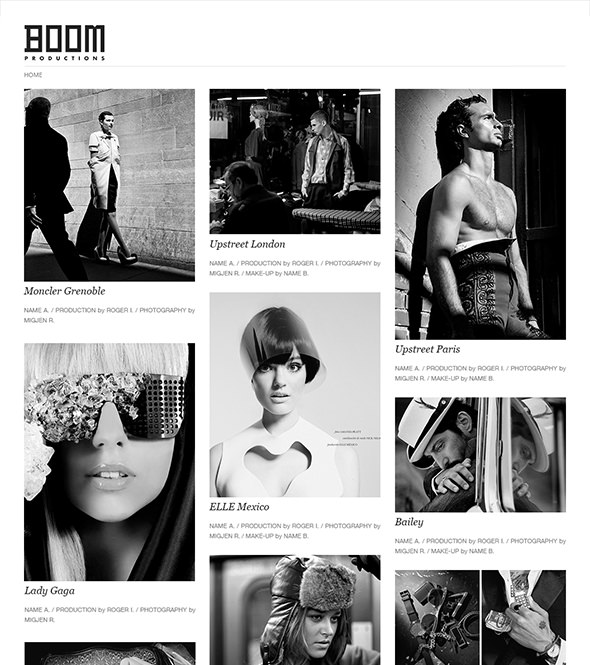 BOOM
PRODUCTIONS
HOME
Moncler Grenoble
NAME A. / PRODUCTION by ROGER I. / PHOTOGRAPHY by
MIGJEN R.
Lady Gaga
NAME A. / PRODUCTION by ROGER I. / PHOTOGRAPHY by
MIGJEN R.
Upstreet London
NAME A. / PRODUCTION by ROGER I. / PHOTOGRAPHY by
MIGJEN R. / MAKE-UP by NAME B.
ELLE Mexico
NAME A. / PRODUCTION by ROGER I. / PHOTOGRAPHY by
MIGJEN R. / MAKE-UP by NAME B.
Upstreet Paris
NAME A. / PRODUCTION by ROGER I. / PHOTOGRAPHY by
MIGJEN R. / MAKE-UP by NAME B.
Bailey
NAME A. / PRODUCTION by ROGER I. / PHOTOGRAPHY by
MIGJEN R. / MAKE-UP by NAME B.